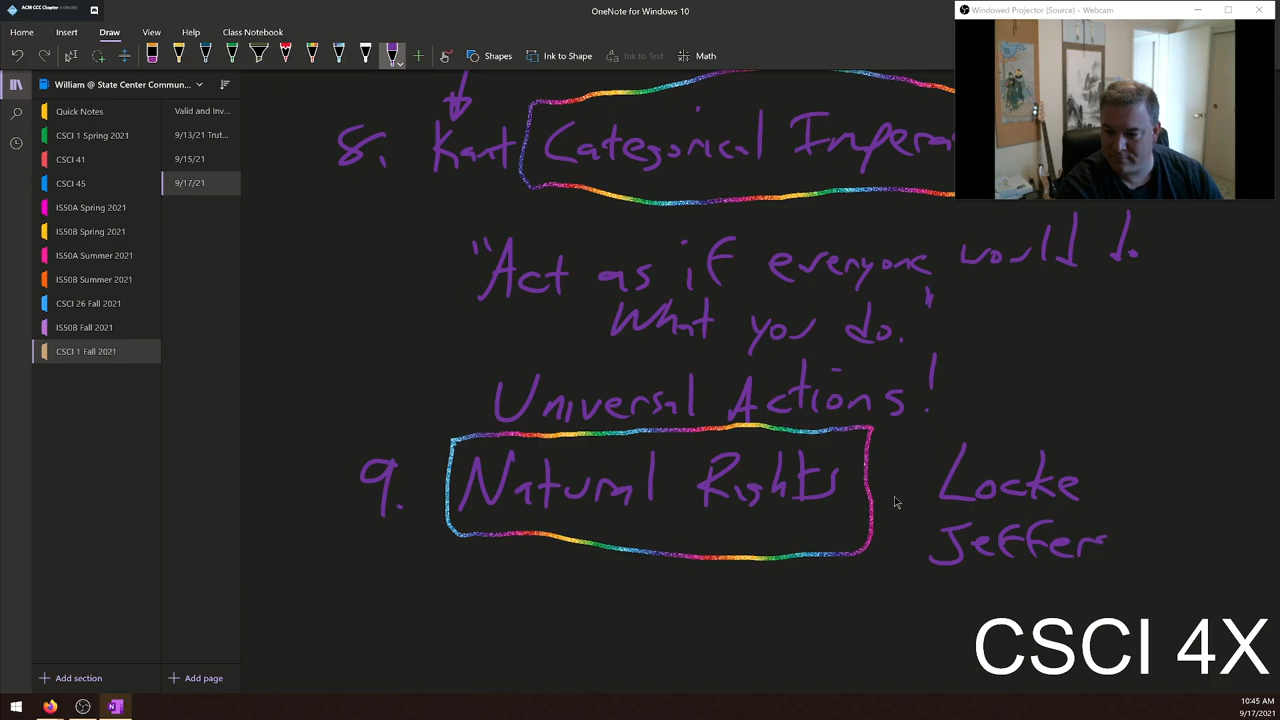 ACM CCC Chapter
OneNote for Windows 10
Windowed Projector (Source) - Webcam
Home Insert Draw View Help Class Notebook
Shapes Ink to Shape Ink to Text Math
William @ State Center Commun...
Quick Notes
CSCI 1 Spring 2021
CSCI 41
CSCI 45
IS15 Spring 2021
IS50B Spring 2021
IS50A Summer 2021
IS50B Summer 2021
CSCI 26 Fall 2021
IS50B Fall 2021
CSCI 1 Fall 2021
Add section
Valid and Inv...
9/13/21 Trut...
9/15/21
9/17/21
Add page
8. Kant Categorical Impera
"Act as if everyone would do
What you do."
Universal Actions!
9. Natural Rights Locke
Jeffers
CSCI 4X
10:45 AM
9/17/2021